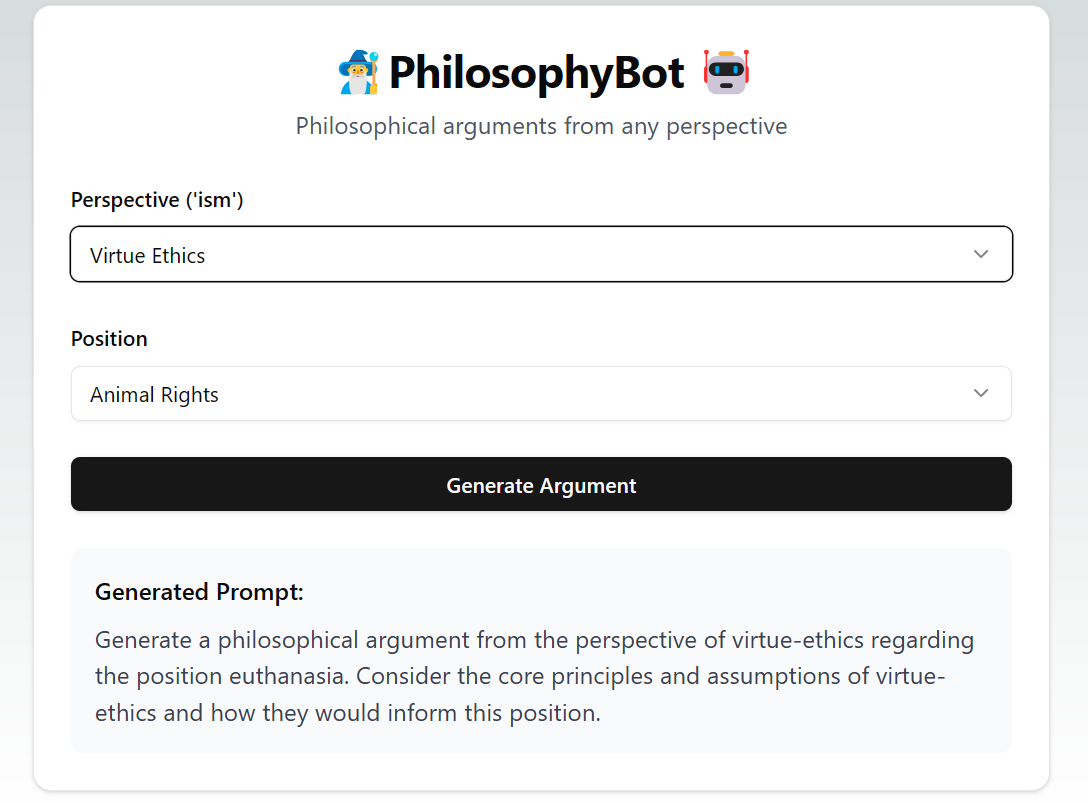 PhilosophyBot
Philosophical arguments from any perspective
Perspective ('ism')
Virtue Ethics
Position
Animal Rights
Generate Argument
Generated Prompt:
Generate a philosophical argument from the perspective of virtue-ethics regarding
the position euthanasia. Consider the core principles and assumptions of virtue-
ethics and how they would inform this position.